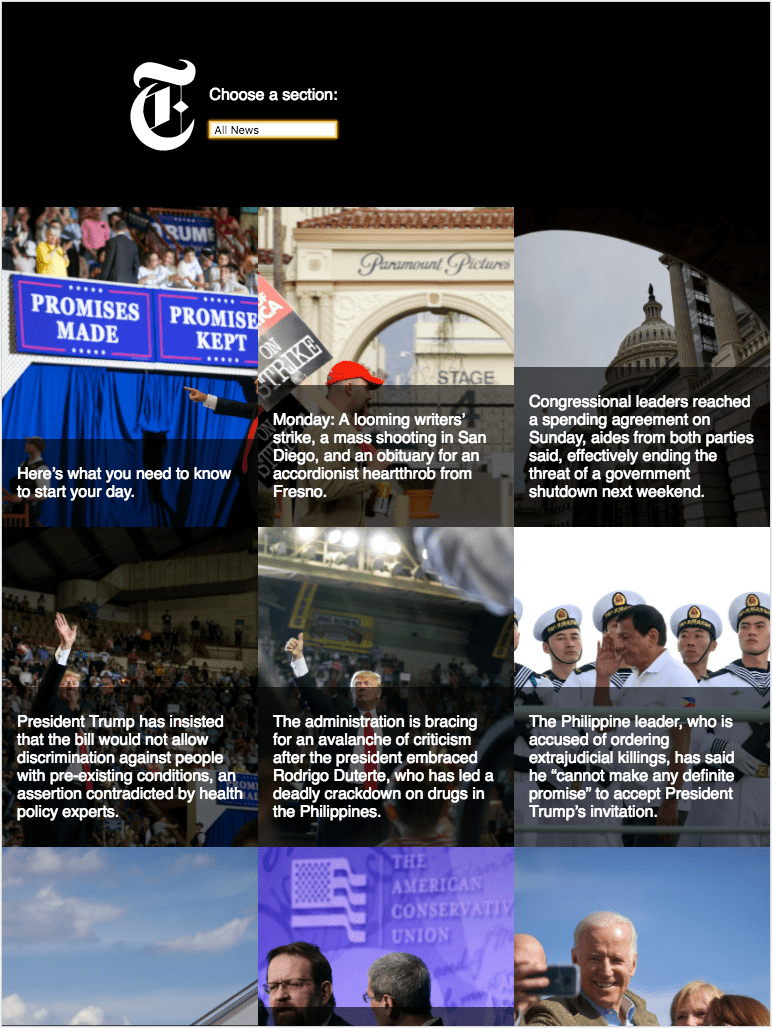 Choose a section:
All News
TRUMP
PROMISES
MADE
PROMISES
KEPT
Here’s what you need to know
to start your day.
Paramount Pictures
ON
STRIKE
STAGE
Monday: A looming writers’
strike, a mass shooting in San
Diego, and an obituary for an
accordionist heartthrob from
Fresno.
Congressional leaders reached
a spending agreement on
Sunday, aides from both parties
said, effectively ending the
threat of a government
shutdown next weekend.
President Trump has insisted
that the bill would not allow
discrimination against people
with pre-existing conditions, an
assertion contradicted by health
policy experts.
The administration is bracing
for an avalanche of criticism
after the president embraced
Rodrigo Duterte, who has led a
deadly crackdown on drugs in
the Philippines.
The Philippine leader, who is
accused of ordering
extrajudicial killings, has said
he “cannot make any definite
promise” to accept President
Trump’s invitation.
THE
AMERICAN
CONSERVATIV
UNION